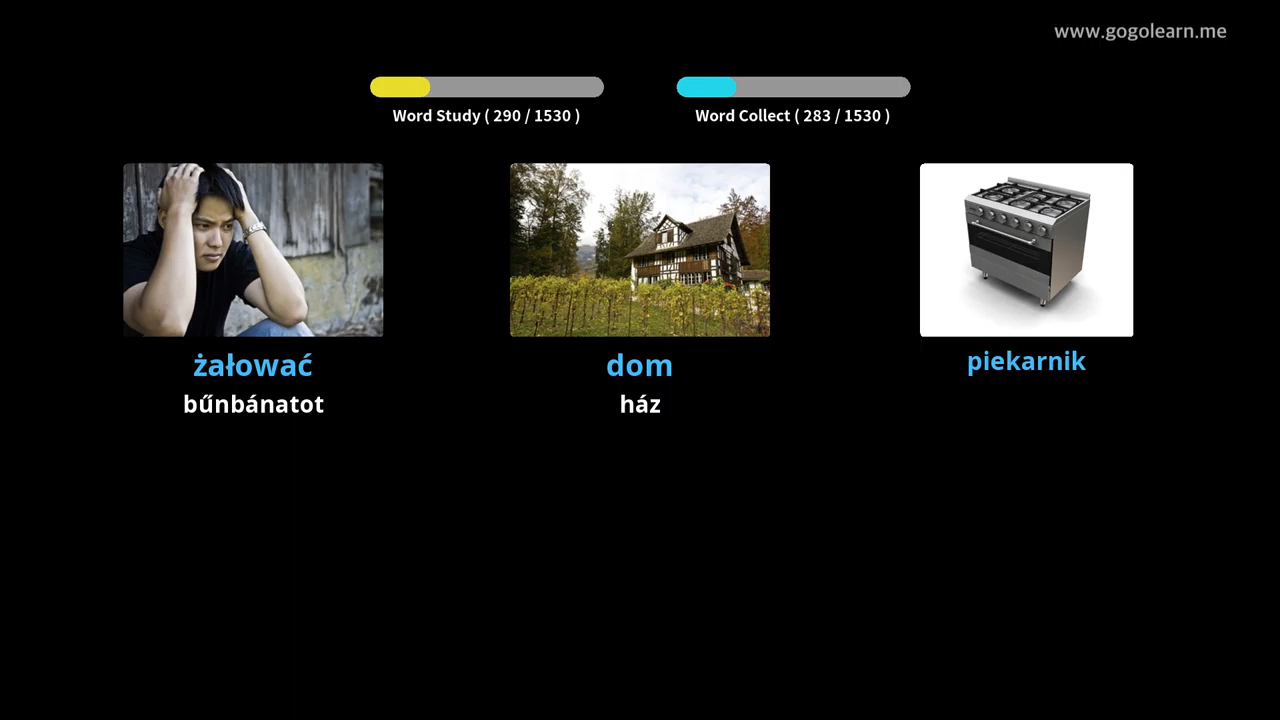 www.gogolearn.me
Word Study ( 290 / 1530 )
Word Collect ( 283 / 1530 )
żałować
bűnbánatot
dom
ház
piekarnik